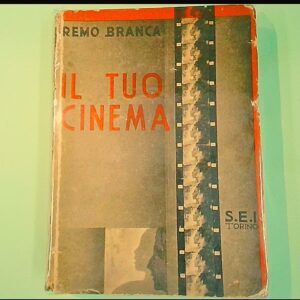 REMO BRANCA
IL TUO
CINEMA
S.E.I.
TORINO